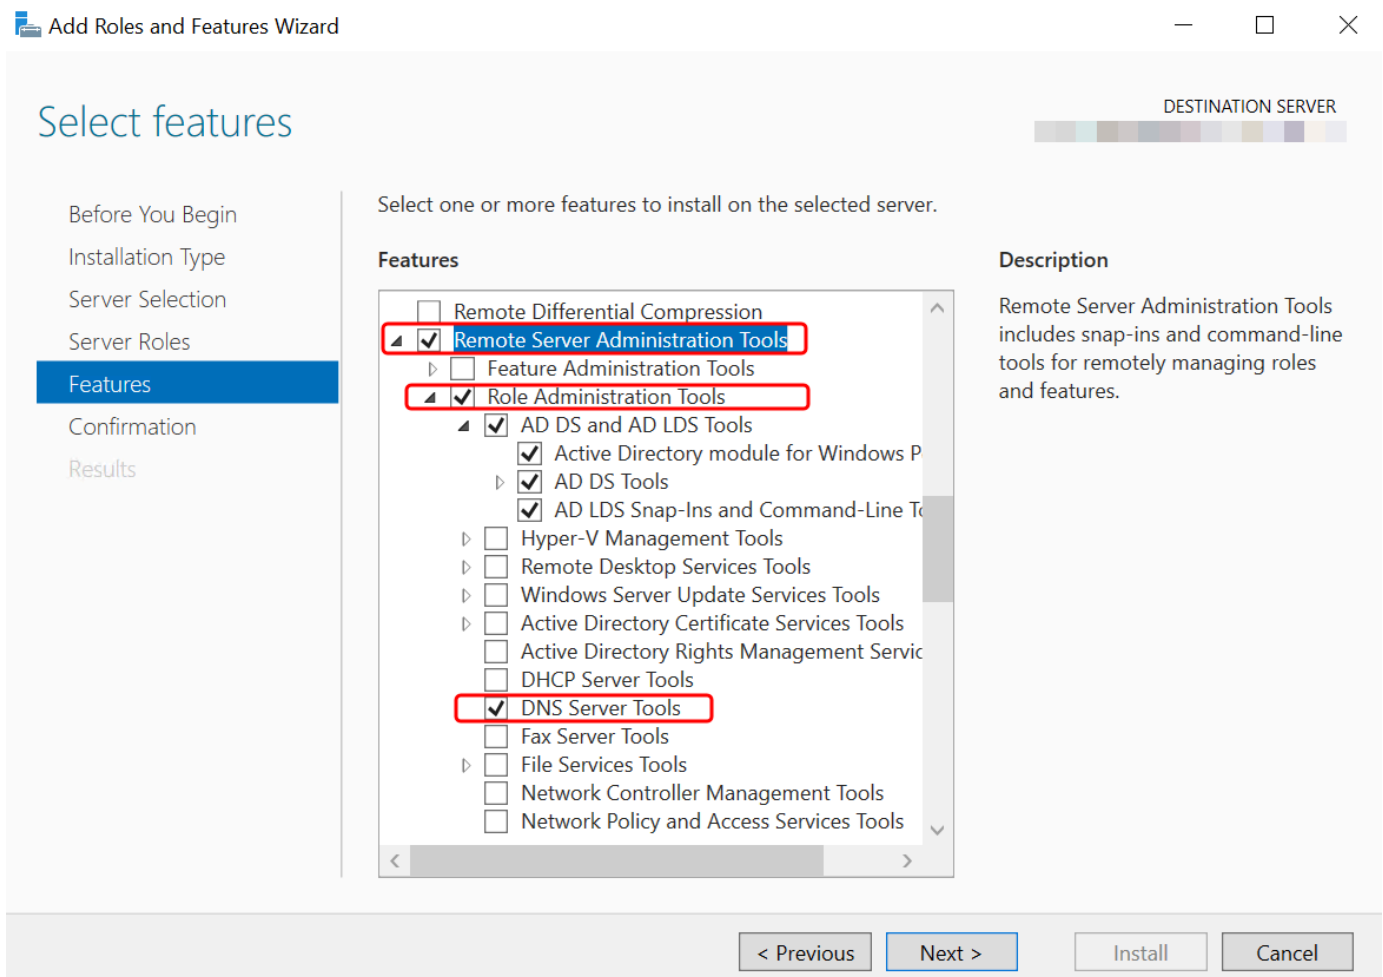 Add Roles and Features Wizard
Select features
DESTINATION SERVER
Before You Begin
Installation Type
Server Selection
Server Roles
Features
Confirmation
Results
Select one or more features to install on the selected server.
Features
Remote Differential Compression
Remote Server Administration Tools
Feature Administration Tools
Role Administration Tools
AD DS and AD LDS Tools
Active Directory module for Windows P
AD DS Tools
AD LDS Snap-Ins and Command-Line To
Hyper-V Management Tools
Remote Desktop Services Tools
Windows Server Update Services Tools
Active Directory Certificate Services Tools
Active Directory Rights Management Servic
DHCP Server Tools
DNS Server Tools
Fax Server Tools
File Services Tools
Network Controller Management Tools
Network Policy and Access Services Tools
Description
Remote Server Administration Tools
includes snap-ins and command-line
tools for remotely managing roles
and features.
< Previous
Next >
Install
Cancel